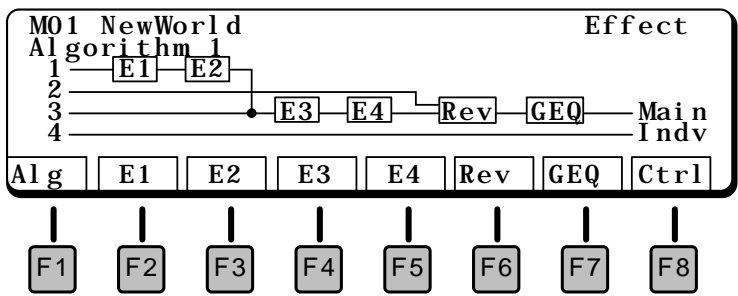 M01 NewWorld Effect
Algorithm 1
1 E1 E2
2
3 E3 E4 Rev GEQ Main
4 Indv
Alg E1 E2 E3 E4 Rev GEQ Ctrl
F1 F2 F3 F4 F5 F6 F7 F8